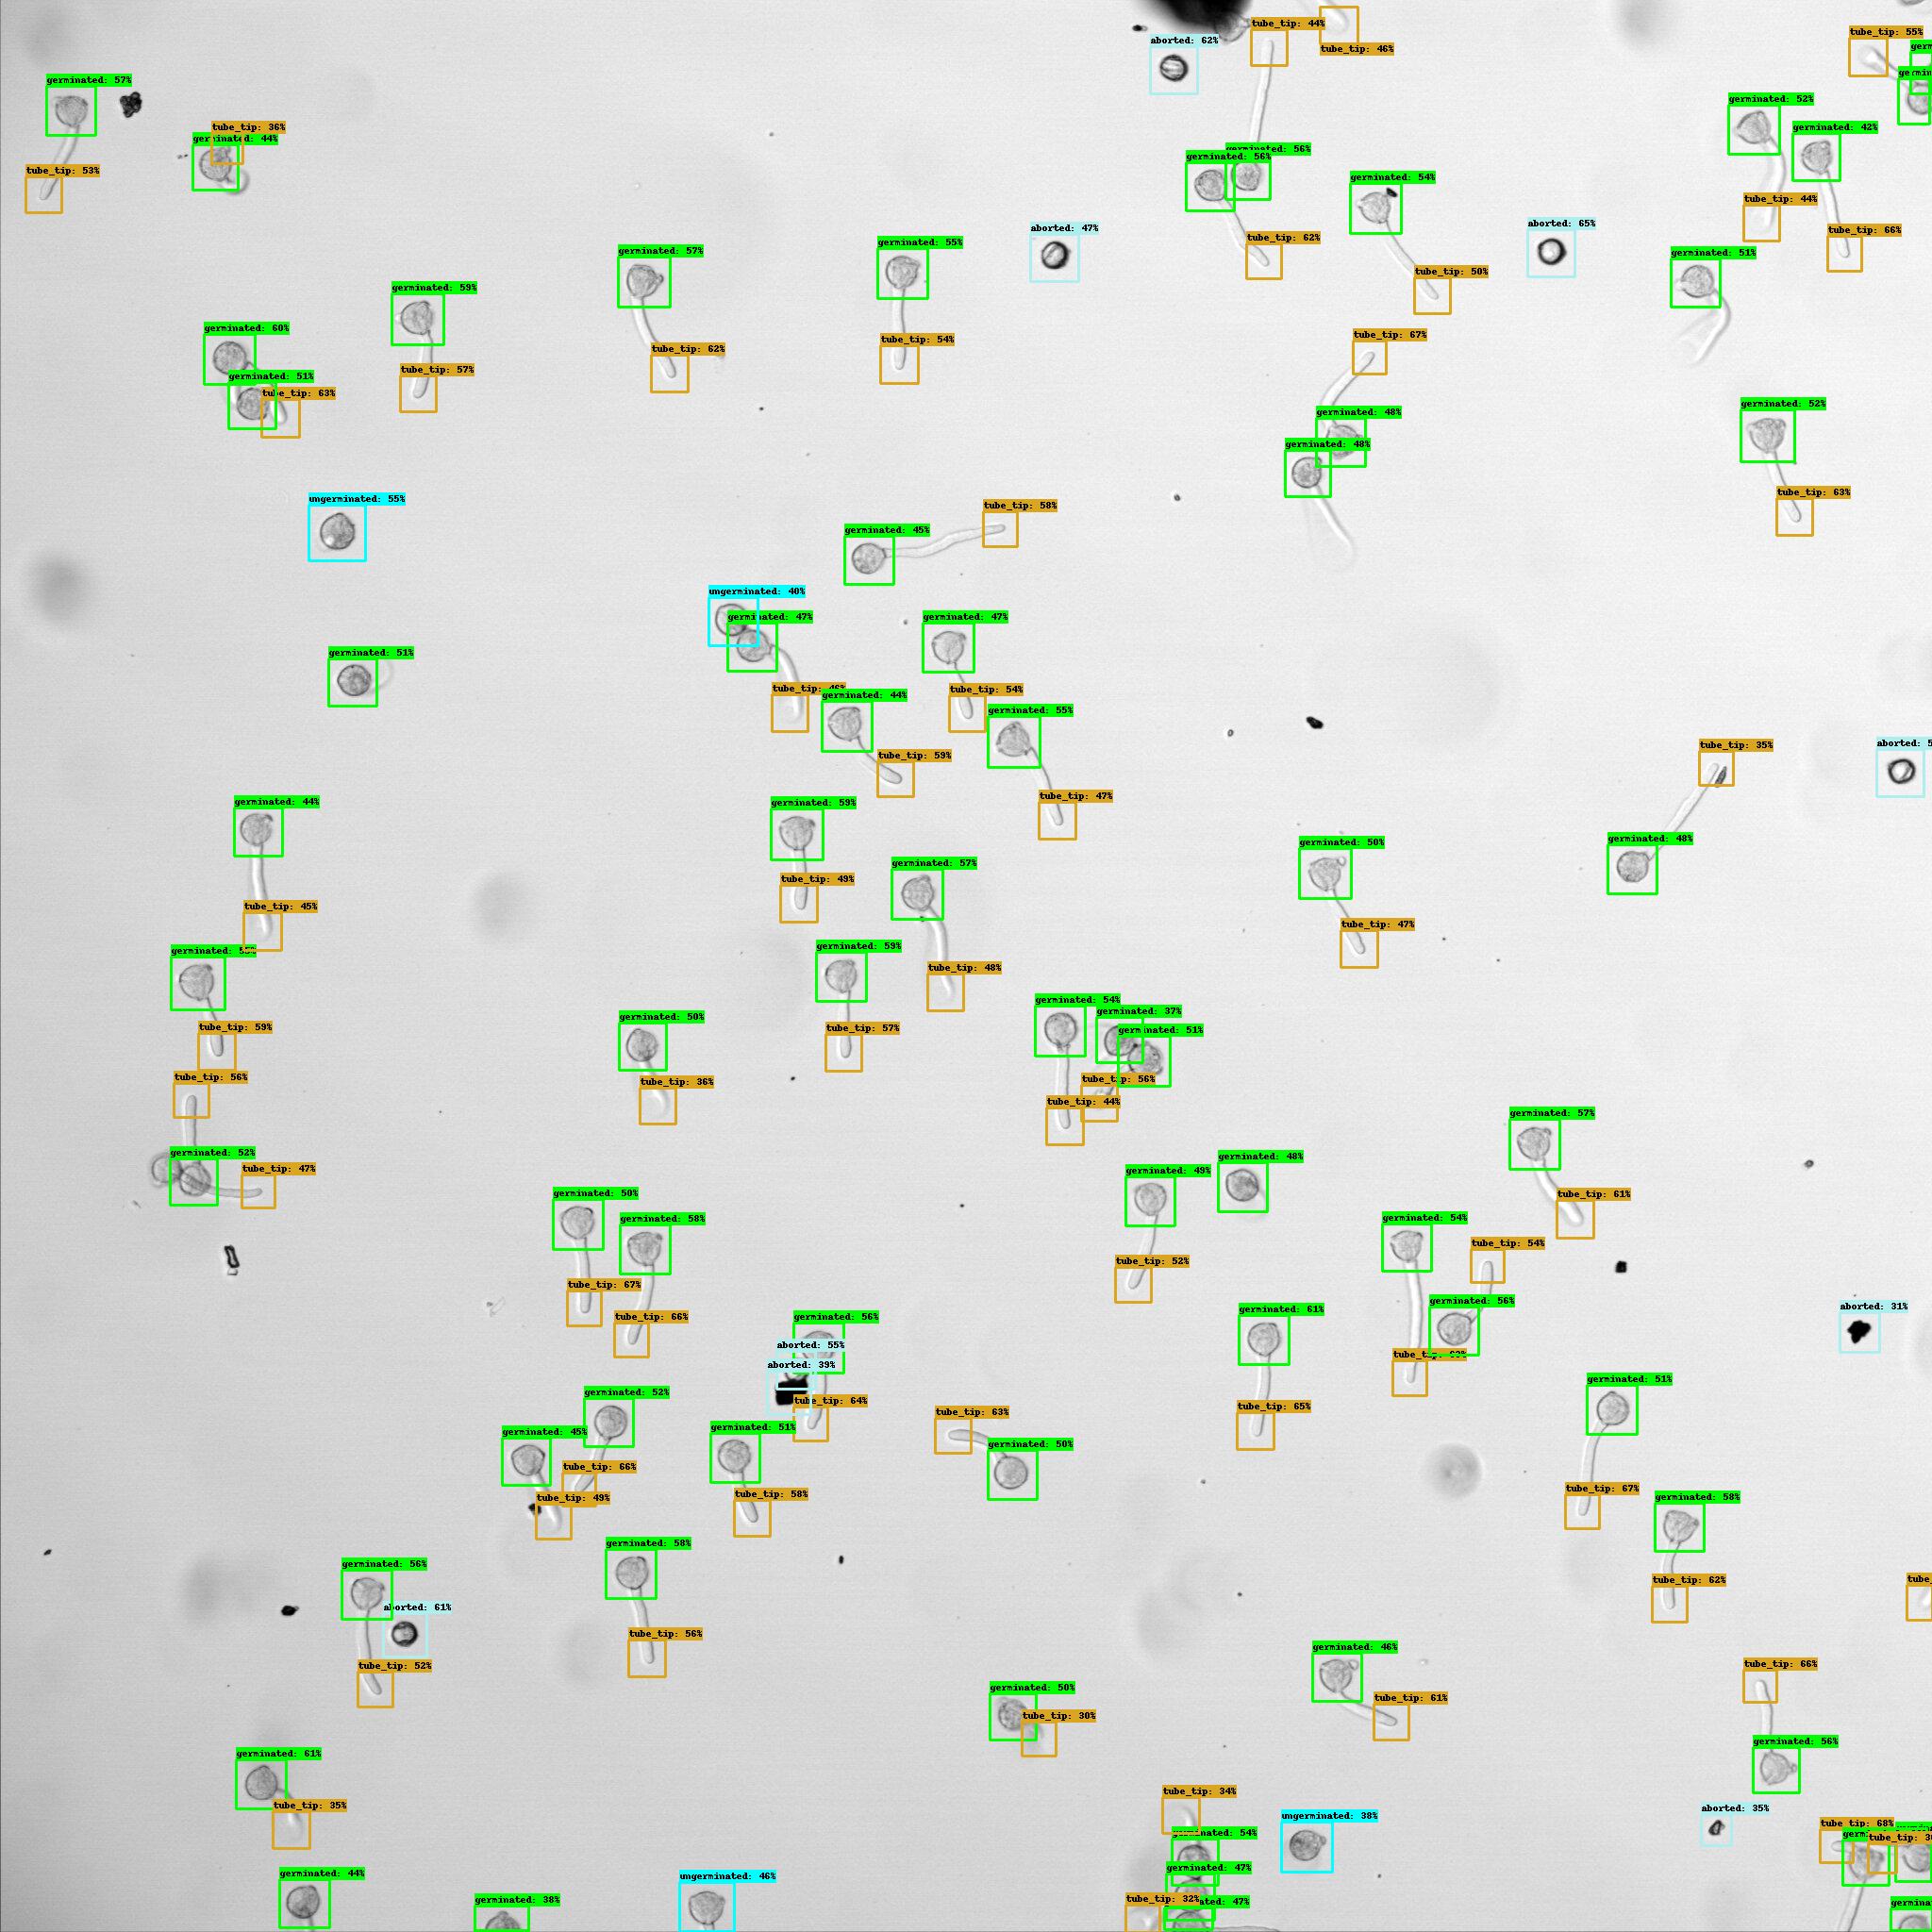 tube_tip: 44%
aborted: 62%
tube_tip: 46%
tube_tip: 55%
germinated: 57%
germinated: 52%
tube_tip: 36%
germinated: 44%
germinated: 42%
germinated: 56%
germinated: 56%
tube_tip: 53%
germinated: 54%
tube_tip: 44%
aborted: 47%
aborted: 65%
tube_tip: 66%
tube_tip: 62%
germinated: 55%
germinated: 57%
germinated: 51%
tube_tip: 50%
germinated: 59%
germinated: 60%
tube_tip: 67%
tube_tip: 54%
tube_tip: 62%
tube_tip: 57%
germinated: 51%
tube_tip: 63%
germinated: 52%
germinated: 48%
germinated: 48%
tube_tip: 63%
ungerminated: 55%
tube_tip: 58%
germinated: 45%
ungerminated: 40%
germinated: 47%
germinated: 47%
germinated: 51%
tube_tip: 46%
tube_tip: 54%
germinated: 44%
germinated: 55%
aborted:
tube_tip: 35%
tube_tip: 59%
tube_tip: 47%
germinated: 44%
germinated: 59%
germinated: 48%
germinated: 50%
germinated: 57%
tube_tip: 49%
tube_tip: 45%
tube_tip: 47%
germinated: 59%
germinated:
tube_tip: 48%
germinated: 54%
germinated: 37%
germinated: 50%
tube_tip: 59%
tube_tip: 57%
germinated: 51%
tube_tip: 56%
tube_tip: 56%
tube_tip: 36%
tube_tip: 44%
germinated: 57%
germinated: 52%
germinated: 48%
tube_tip: 47%
germinated: 49%
germinated: 50%
tube_tip: 61%
germinated: 58%
germinated: 54%
tube_tip: 54%
tube_tip: 52%
tube_tip: 67%
germinated: 56%
aborted: 31%
germinated: 61%
germinated: 56%
tube_tip: 66%
aborted: 55%
tube_tip:
aborted: 39%
germinated: 51%
germinated: 52%
tube_tip: 64%
tube_tip: 65%
tube_tip: 63%
germinated: 51%
germinated: 45%
germinated: 50%
tube_tip: 66%
tube_tip: 67%
tube_tip: 58%
germinated: 58%
tube_tip: 49%
germinated: 58%
germinated: 56%
tube_tip: 62%
tube_
aborted: 61%
tube_tip: 56%
germinated: 46%
tube_tip: 52%
tube_tip: 66%
germinated: 50%
tube_tip: 61%
tube_tip: 30%
germinated: 56%
germinated: 61%
tube_tip: 34%
tube_tip: 35%
aborted: 35%
ungerminated: 38%
tube_tip: 68%
germinated: 54%
germinated: 47%
germinated: 44%
ungerminated: 46%
germinated: 38%
tube_tip: 32%